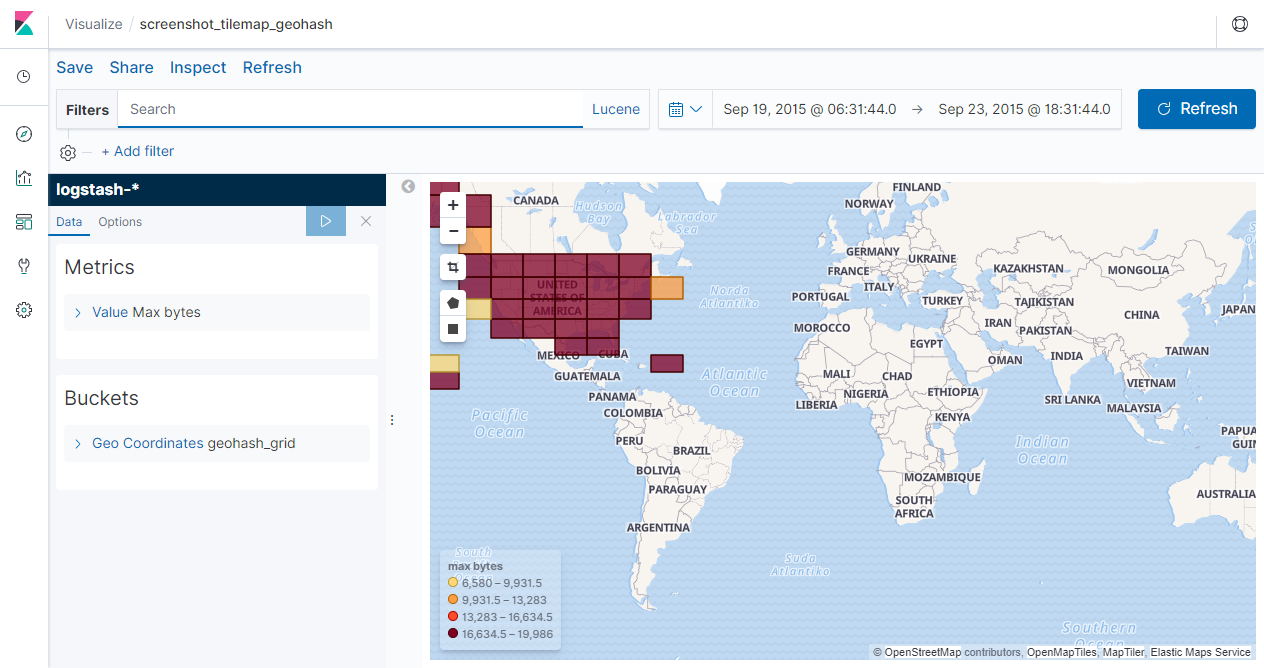 Visualize / screenshot_tilemap_geohash
Save Share Inspect Refresh
Filters Search Lucene Sep 19, 2015 @ 06:31:44.0 → Sep 23, 2015 @ 18:31:44.0 Refresh
+ Add filter
logstash-*
Data Options
Metrics
Value Max bytes
Buckets
Geo Coordinates geohash_grid
+
−
FINLAND
CANADA
Hudson
Bay
NORWAY
Labrador
Sea
GERMANY
UKRAINE
FRANCE
KAZAKHSTAN
MONGOLIA
UNITED
STATES OF
AMERICA
ITALY
Norda
Atlantiko
PORTUGAL
TURKEY
TAJIKISTAN
JAPAN
CHINA
MOROCCO
IRAN
PAKISTAN
EGYPT
TAIWAN
MEXICO
CUBA
OMAN
INDIA
GUATEMALA
Atlantic
Ocean
MALI
CHAD
VIETNAM
PANAMA
NIGERIA
ETHIOPIA
SRI LANKA
LIBERIA
MALAYSIA
COLOMBIA
KENYA
Pacific
Ocean
PAPUA
PERU
Indian
Ocean
BRAZIL
BOLIVIA
MOZAMBIQUE
PARAGUAY
AUSTRALIA
SOUTH
AFRICA
ARGENTINA
South
Suda
Atlantiko
max bytes
6,580 – 9,931.5
9,931.5 – 13,283
13,283 – 16,634.5
16,634.5 – 19,986
Southern
Ocean
© OpenStreetMap contributors, OpenMapTiles, MapTiler, Elastic Maps Service